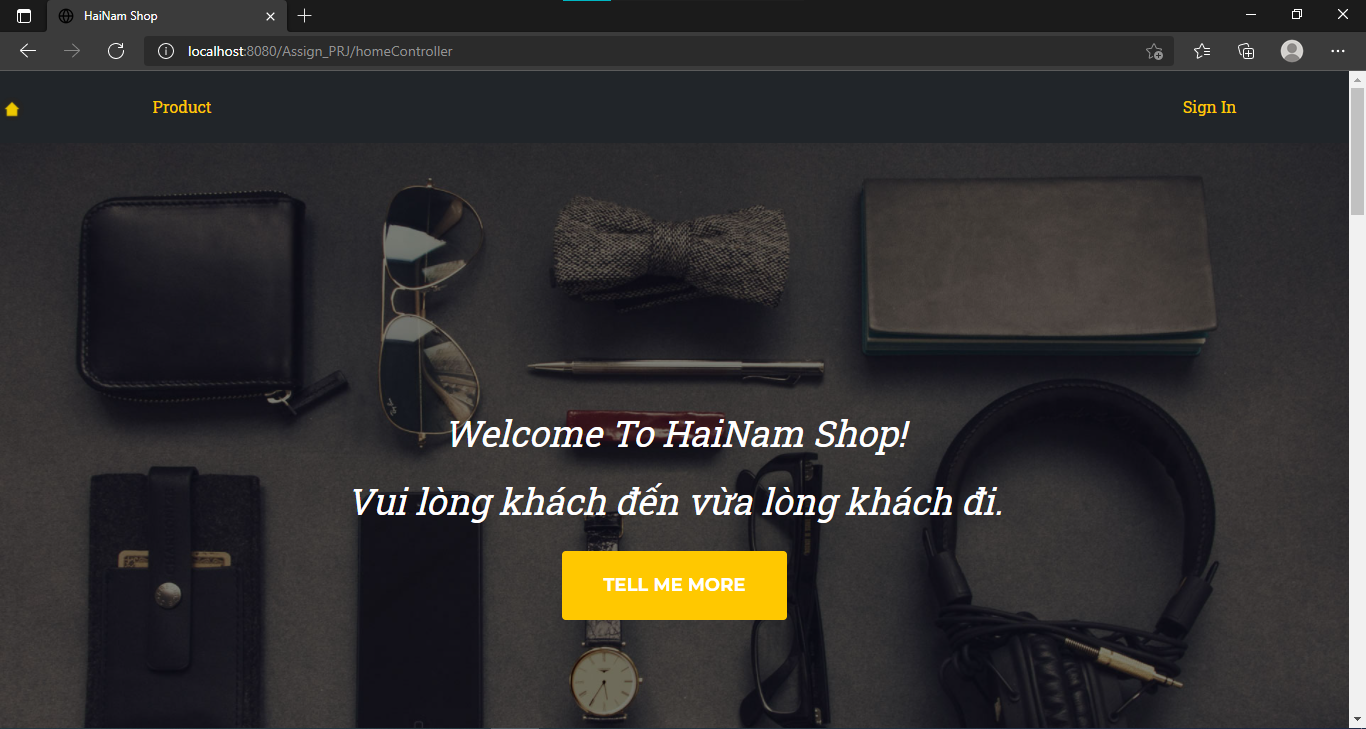 HaiNam Shop
localhost:8080/Assign_PRJ/homeController
Product
Sign In
Welcome To HaiNam Shop!
Vui lòng khách đến vừa lòng khách đi.
TELL ME MORE